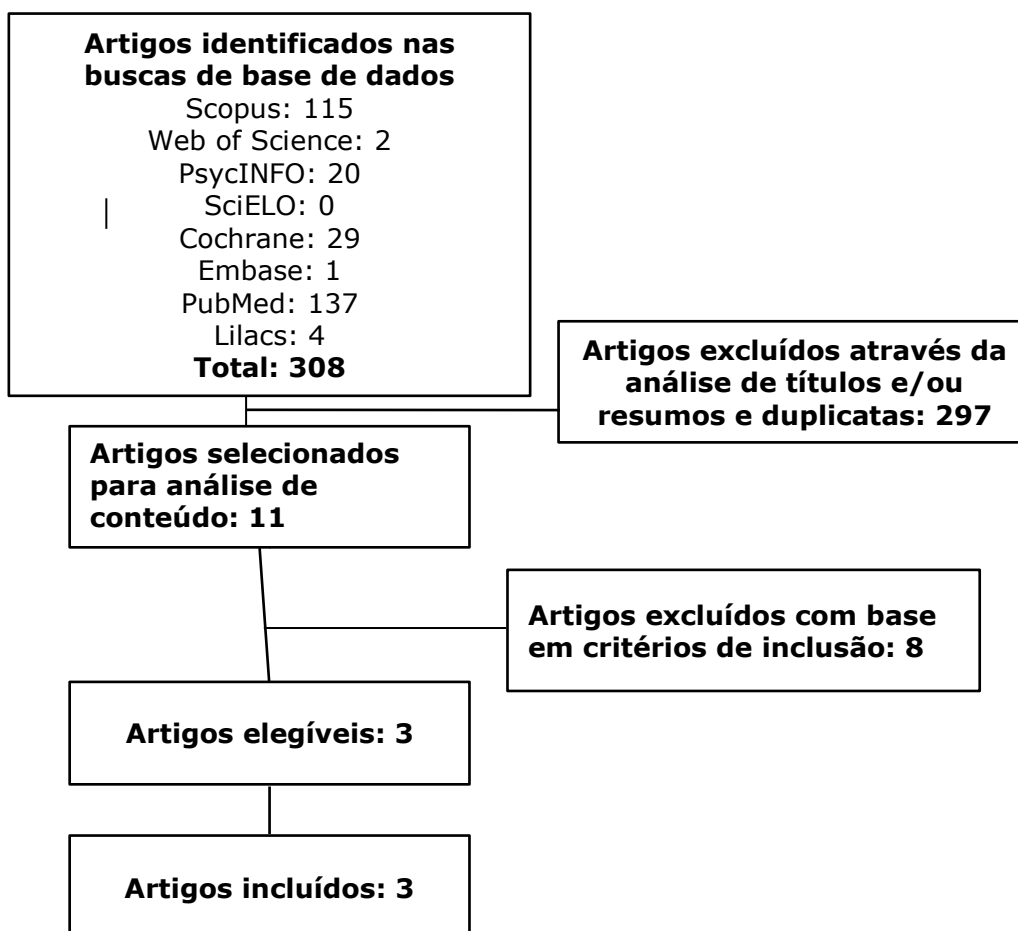 Artigos identificados nas
buscas de base de dados
Scopus: 115
Web of Science: 2
PsycINFO: 20
SciELO: 0
Cochrane: 29
Embase: 1
PubMed: 137
Lilacs: 4
Total: 308
Artigos excluídos através da
análise de títulos e/ou
resumos e duplicatas: 297
Artigos selecionados
para análise de
conteúdo: 11
Artigos excluídos com base
em critérios de inclusão: 8
Artigos elegíveis: 3
Artigos incluídos: 3